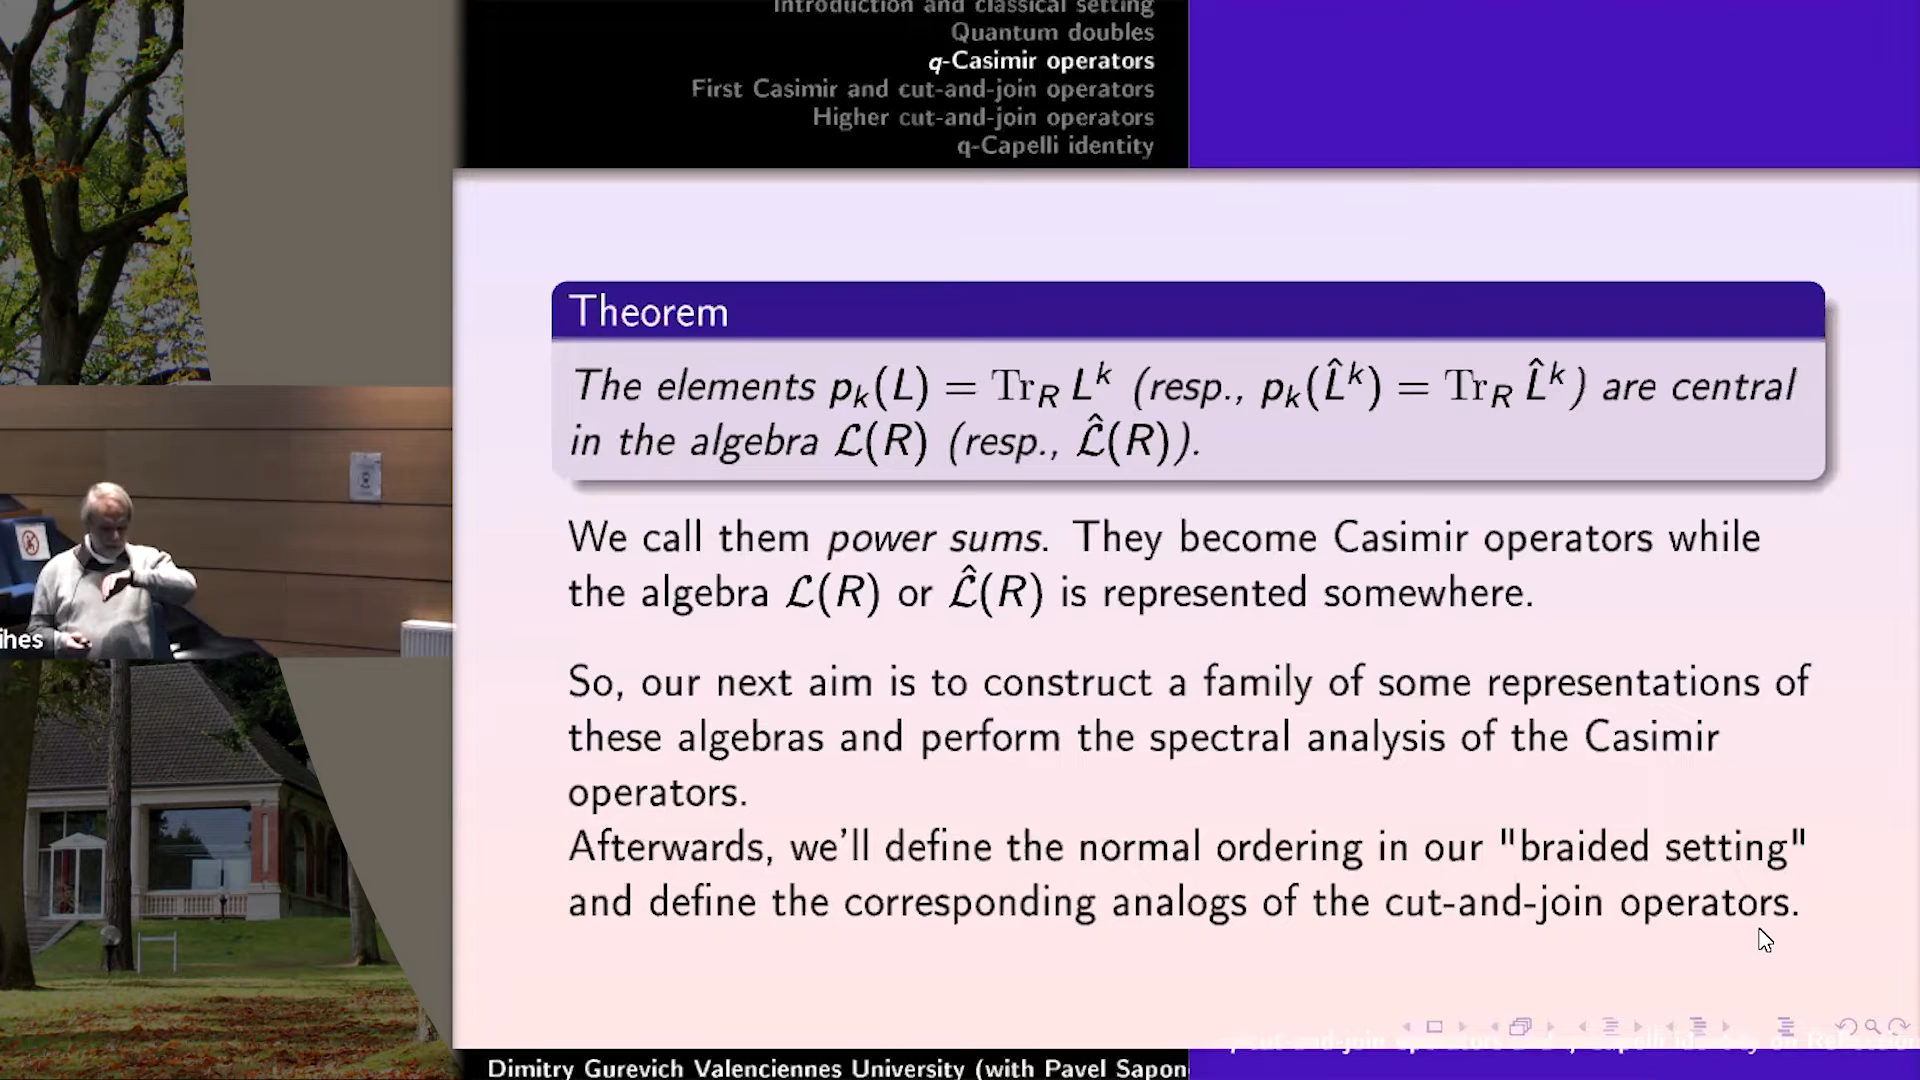 Introduction and classical setting
Quantum doubles
q-Casimir operators
First Casimir and cut-and-join operators
Higher cut-and-join operators
q-Capelli identity
Theorem
The elements pₖ(L) = Tr_R Lᵏ (resp., pₖ(L̂ᵏ) = Tr_R L̂ᵏ) are central
in the algebra ℒ(R) (resp., ℒ̂(R)).
We call them power sums. They become Casimir operators while
the algebra ℒ(R) or ℒ̂(R) is represented somewhere.
So, our next aim is to construct a family of some representations of
these algebras and perform the spectral analysis of the Casimir
operators.
Afterwards, we'll define the normal ordering in our "braided setting"
and define the corresponding analogs of the cut-and-join operators.
ihes
Dimitry Gurevich Valenciennes University (with Pavel Sapon